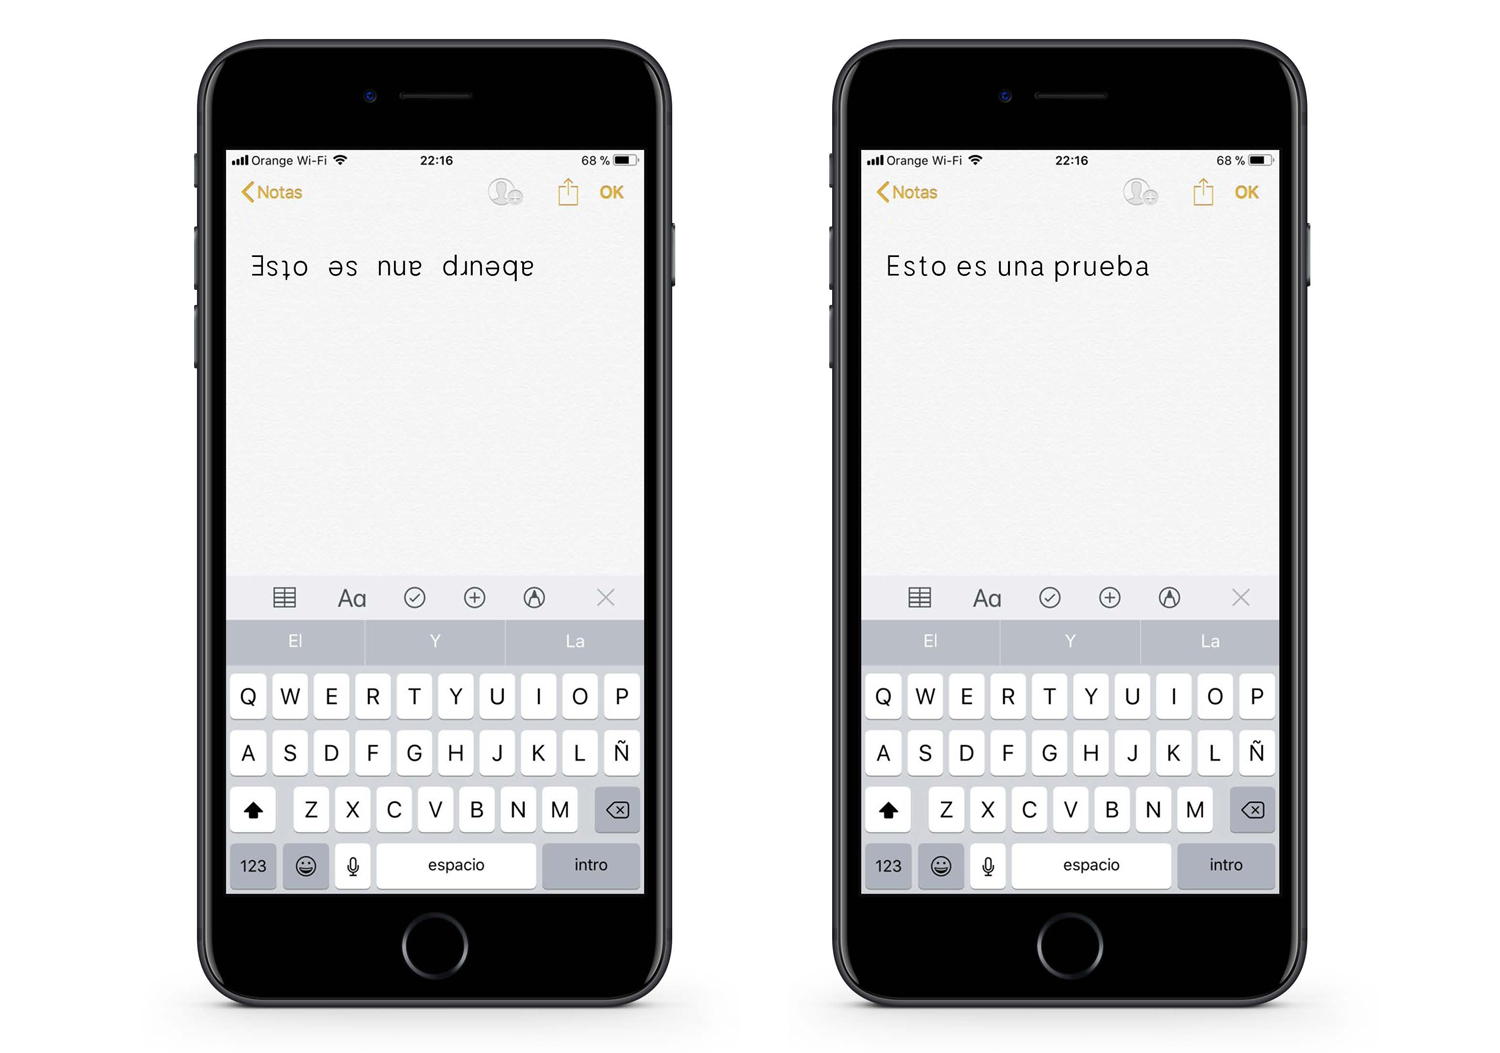 Orange Wi-Fi 22:16 68 %
Notas OK
Ǝsʇo ǝs nuɐ dɹnǝqɐ
Aa
El Y La
Q W E R T Y U I O P
A S D F G H J K L Ñ
Z X C V B N M
123 espacio intro
Orange Wi-Fi 22:16 68 %
Notas OK
Esto es una prueba
Aa
El Y La
Q W E R T Y U I O P
A S D F G H J K L Ñ
Z X C V B N M
123 espacio intro